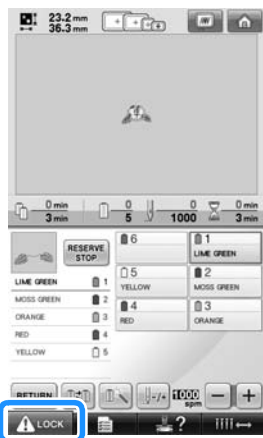 23.2 mm
36.3 mm
0 min
3 min
0
5
0
1000
0 min
3 min
RESERVE STOP
6
1
LIME GREEN
LIME GREEN 1
5
YELLOW
2
MOSS GREEN
MOSS GREEN 2
ORANGE 3
4
RED
3
ORANGE
RED 4
YELLOW 5
RETURN
1000
spm
LOCK